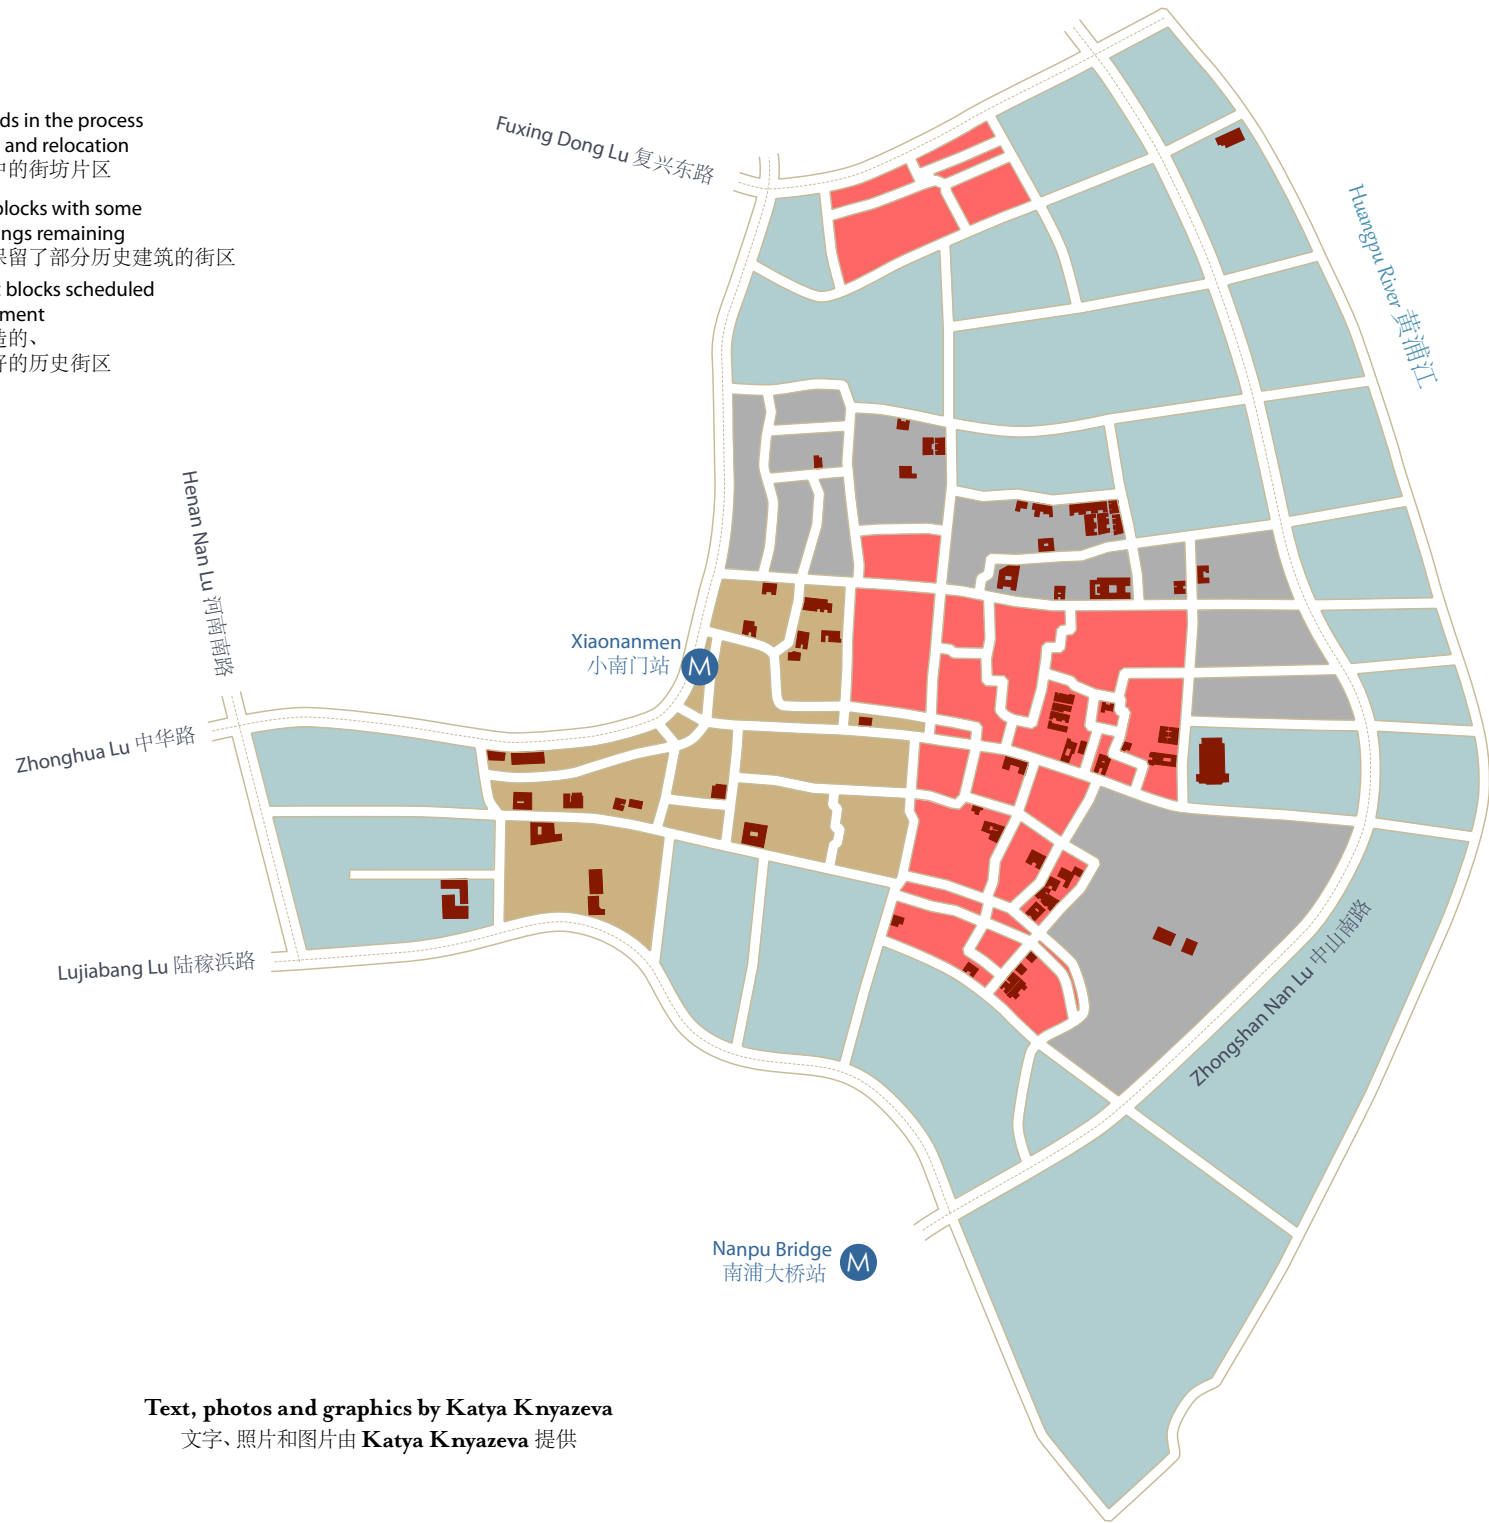 ds in the process
and relocation
中的街坊片区
blocks with some
ngs remaining
保留了部分历史建筑的街区
blocks scheduled
ment
造的、
好的历史街区
Fuxing Dong Lu 复兴东路
Huangpu River 黄浦江
Henan Nan Lu 河南南路
Xiaonanmen
小南门站
M
Zhonghua Lu 中华路
Lujiabang Lu 陆稼浜路
Zhongshan Nan Lu 中山南路
Nanpu Bridge
南浦大桥站
M
Text, photos and graphics by Katya Knyazeva
文字、照片和图片由 Katya Knyazeva 提供